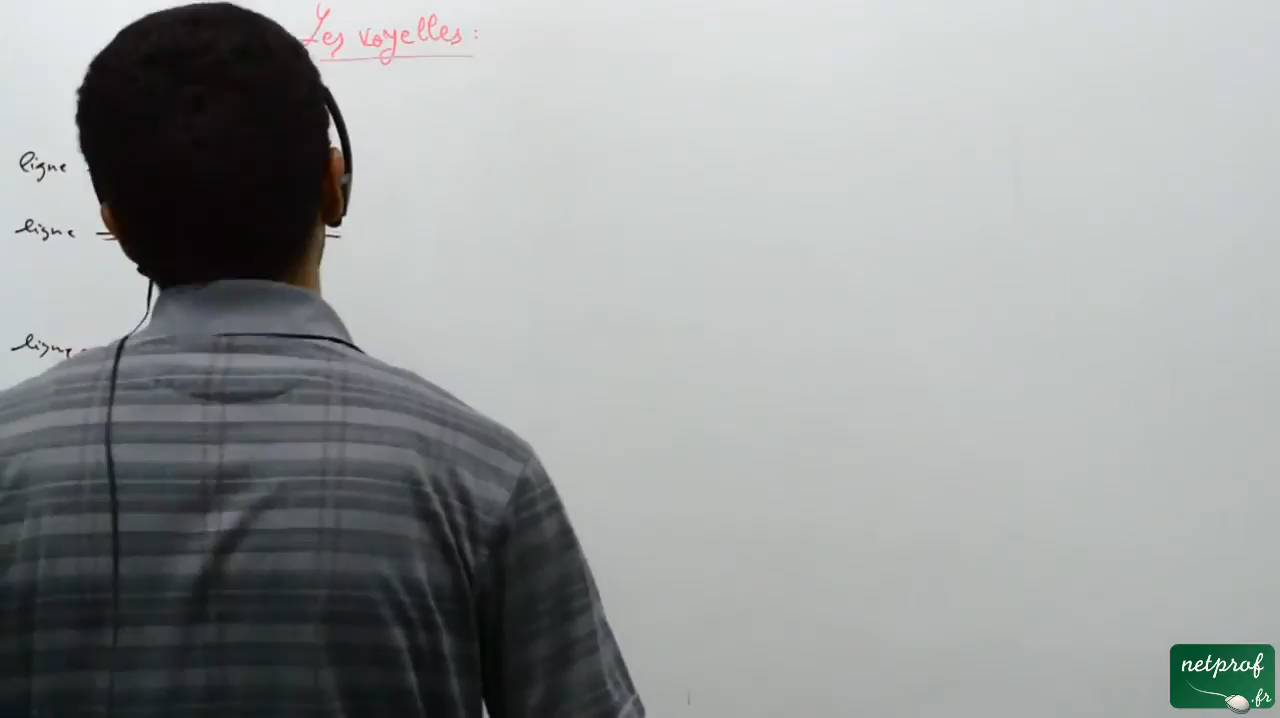 Les voyelles :
ligne
ligne
ligne
netprof
.fr